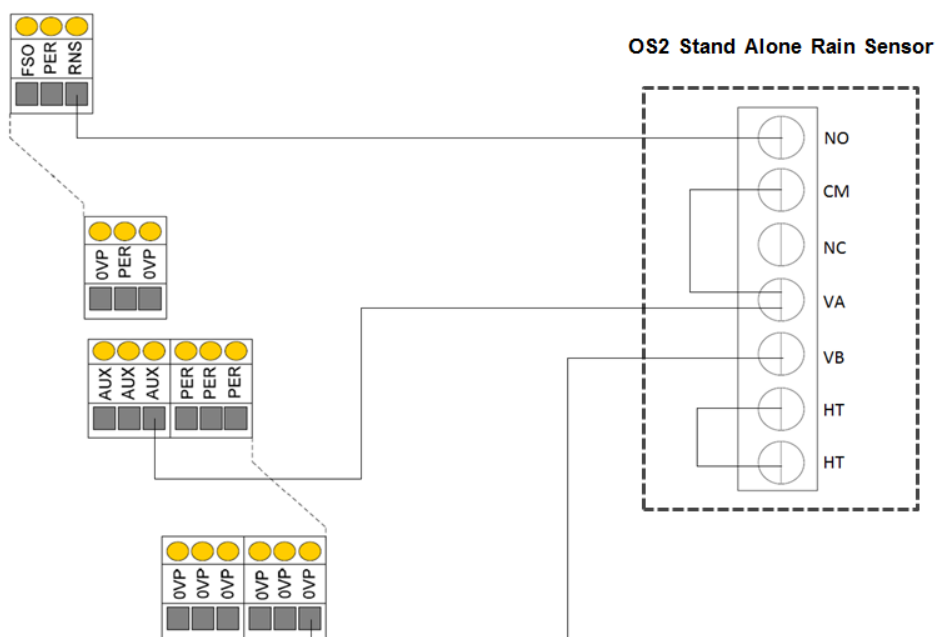 OS2 Stand Alone Rain Sensor
FSO PER RNS
NO
CM
NC
VA
VB
HT
HT
0VP PER 0VP
AUX AUX AUX PER PER PER
0VP 0VP 0VP 0VP 0VP 0VP